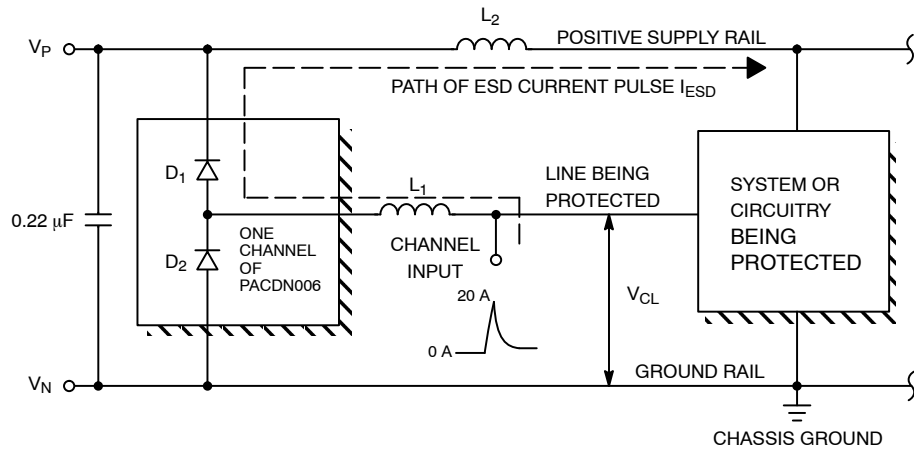 L2
VP
POSITIVE SUPPLY RAIL
PATH OF ESD CURRENT PULSE IESD
D1
L1
LINE BEING
PROTECTED
SYSTEM OR
CIRCUITRY
BEING
PROTECTED
0.22 μF
ONE
CHANNEL
OF
PACDN006
D2
CHANNEL
INPUT
20 A
VCL
0 A
VN
GROUND RAIL
CHASSIS GROUND